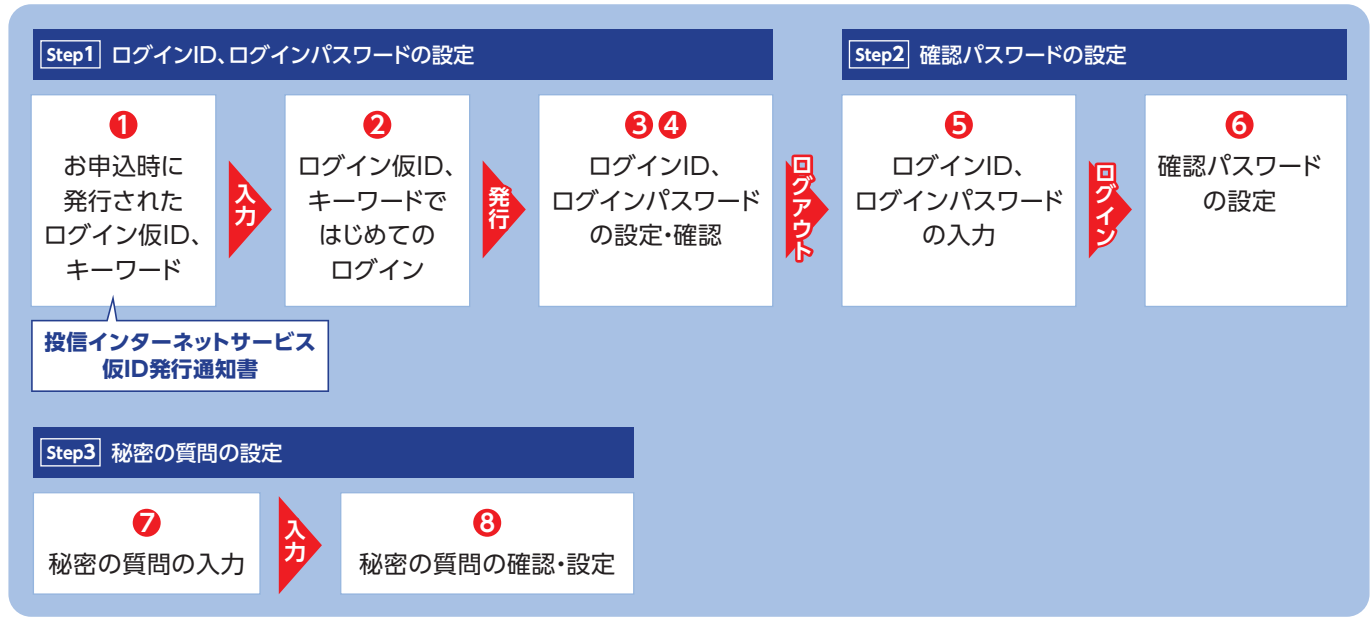 Step1 ログインID、ログインパスワードの設定
❶
お申込時に
発行された
ログイン仮ID、
キーワード
入力
❷
ログイン仮ID、
キーワードで
はじめての
ログイン
発行
❸❹
ログインID、
ログインパスワード
の設定・確認
ログアウト
Step2 確認パスワードの設定
❺
ログインID、
ログインパスワード
の入力
ログイン
❻
確認パスワード
の設定
投信インターネットサービス
仮ID発行通知書
Step3 秘密の質問の設定
❼
秘密の質問の入力
入力
❽
秘密の質問の確認・設定